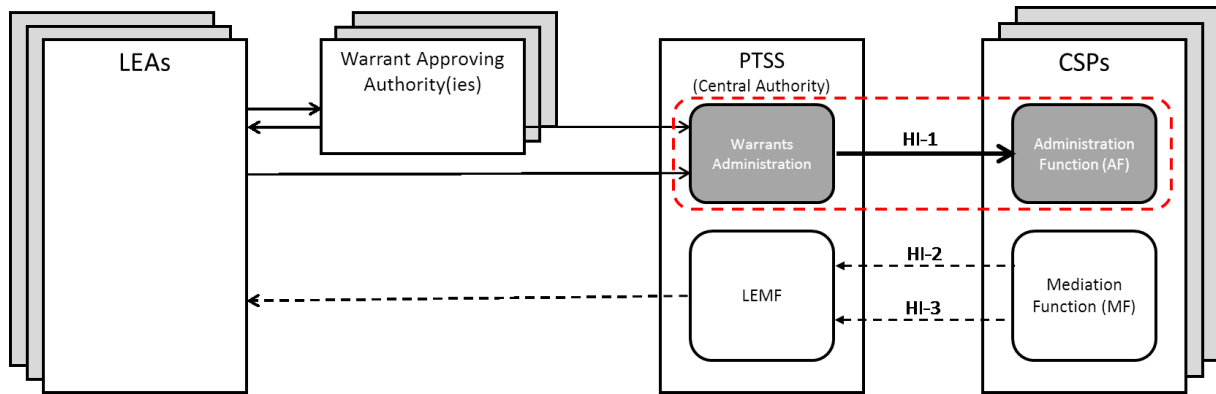 LEAs
Warrant Approving
Authority(ies)
PTSS
(Central Authority)
CSPs
Warrants
Administration
HI-1
Administration
Function (AF)
LEMF
HI-2
HI-3
Mediation
Function (MF)